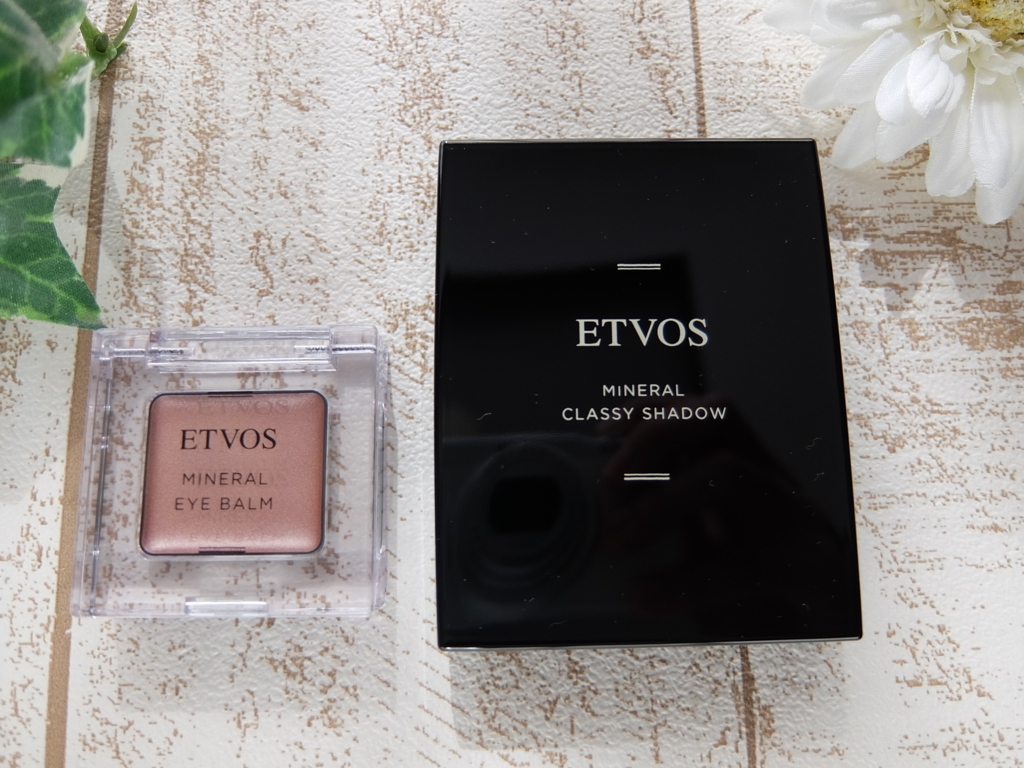 ETVOS
MINERAL
EYE BALM
ETVOS
MINERAL
CLASSY SHADOW